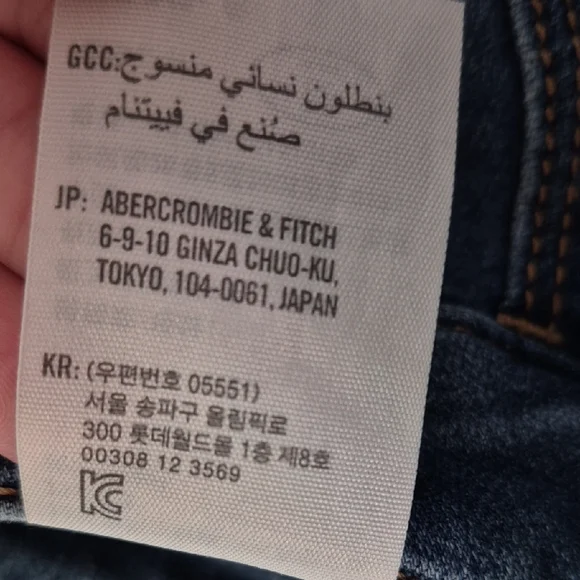 GCC:بنطلون نسائي منسوج
صُنع في فييتنام
JP: ABERCROMBIE & FITCH
6-9-10 GINZA CHUO-KU,
TOKYO, 104-0061, JAPAN
KR: (우편번호 05551)
서울 송파구 올림픽로
300 롯데월드몰 1층 제8호
00308 12 3569
KC